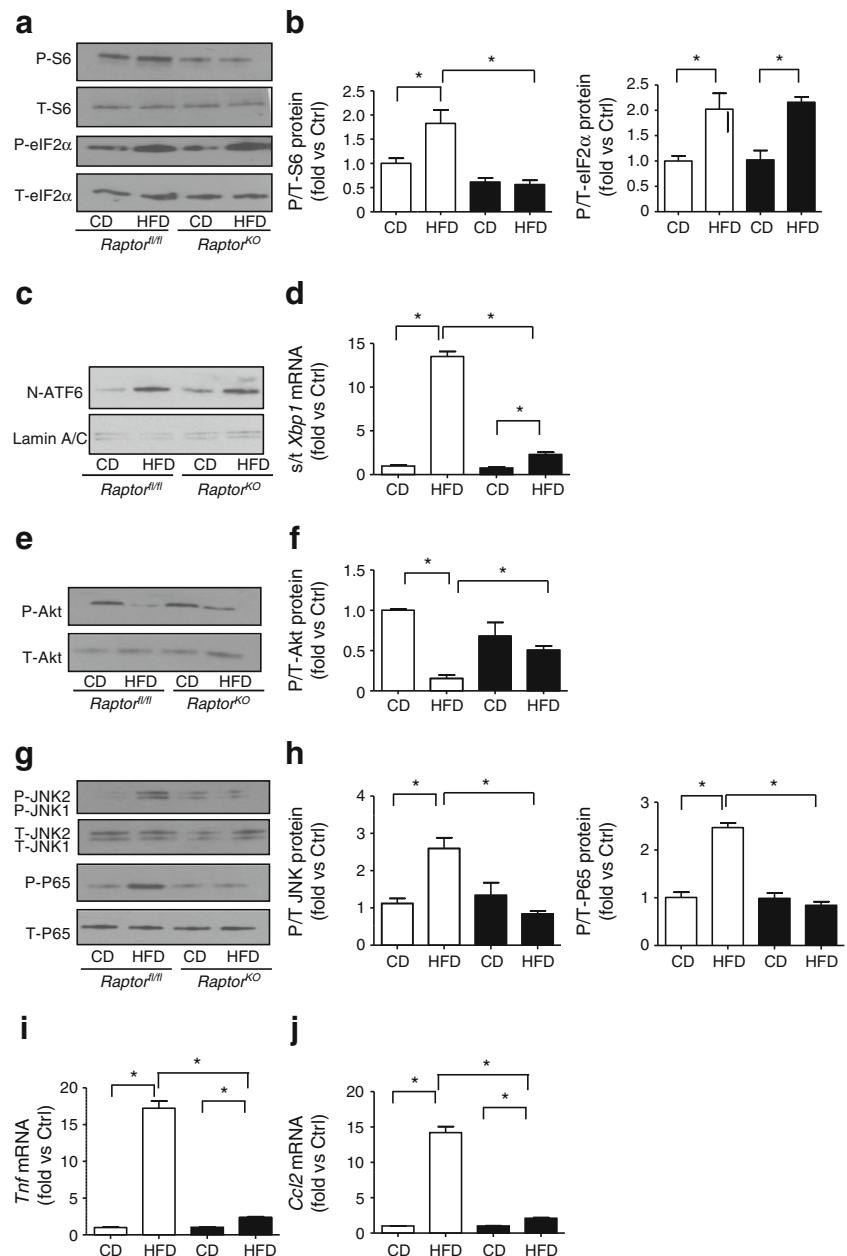 a
P-S6
T-S6
P-eIF2α
T-eIF2α
CD HFD CD HFD
Raptor^fl/fl Raptor^KO
b
P/T-S6 protein
(fold vs Ctrl)
2.5
2.0
1.5
1.0
0.5
0
* *
CD HFD CD HFD
P/T-eIF2α protein
(fold vs Ctrl)
2.5
2.0
1.5
1.0
0.5
0
* *
CD HFD CD HFD
c
N-ATF6
Lamin A/C
CD HFD CD HFD
Raptor^fl/fl Raptor^KO
d
s/t Xbp1 mRNA
(fold vs Ctrl)
15
10
5
0
* *
*
CD HFD CD HFD
e
P-Akt
T-Akt
CD HFD CD HFD
Raptor^fl/fl Raptor^KO
f
P/T-Akt protein
(fold vs Ctrl)
1.5
1.0
0.5
0
* *
CD HFD CD HFD
g
P-JNK2
P-JNK1
T-JNK2
T-JNK1
P-P65
T-P65
CD HFD CD HFD
Raptor^fl/fl Raptor^KO
h
P/T JNK protein
(fold vs Ctrl)
4
3
2
1
0
* *
CD HFD CD HFD
P/T-P65 protein
(fold vs Ctrl)
3
2
1
0
* *
CD HFD CD HFD
i
Tnf mRNA
(fold vs Ctrl)
20
15
10
5
0
* *
*
CD HFD CD HFD
j
Ccl2 mRNA
(fold vs Ctrl)
20
15
10
5
0
* *
*
CD HFD CD HFD